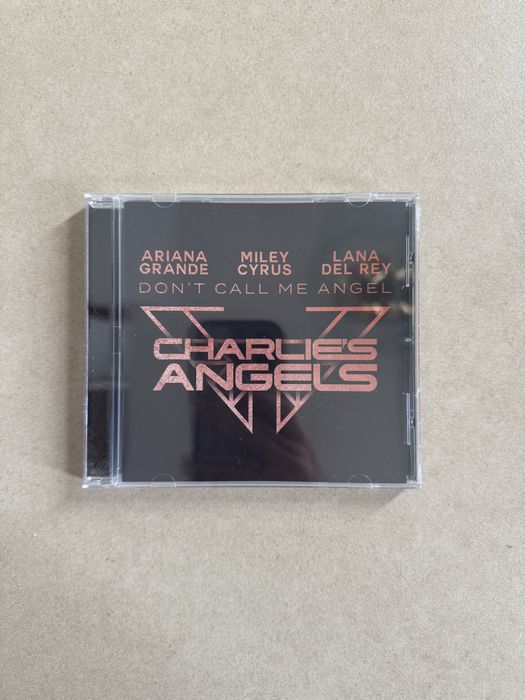 ARIANA GRANDE
MILEY CYRUS
LANA DEL REY
DON'T CALL ME ANGEL
CHARLIE'S
ANGELS